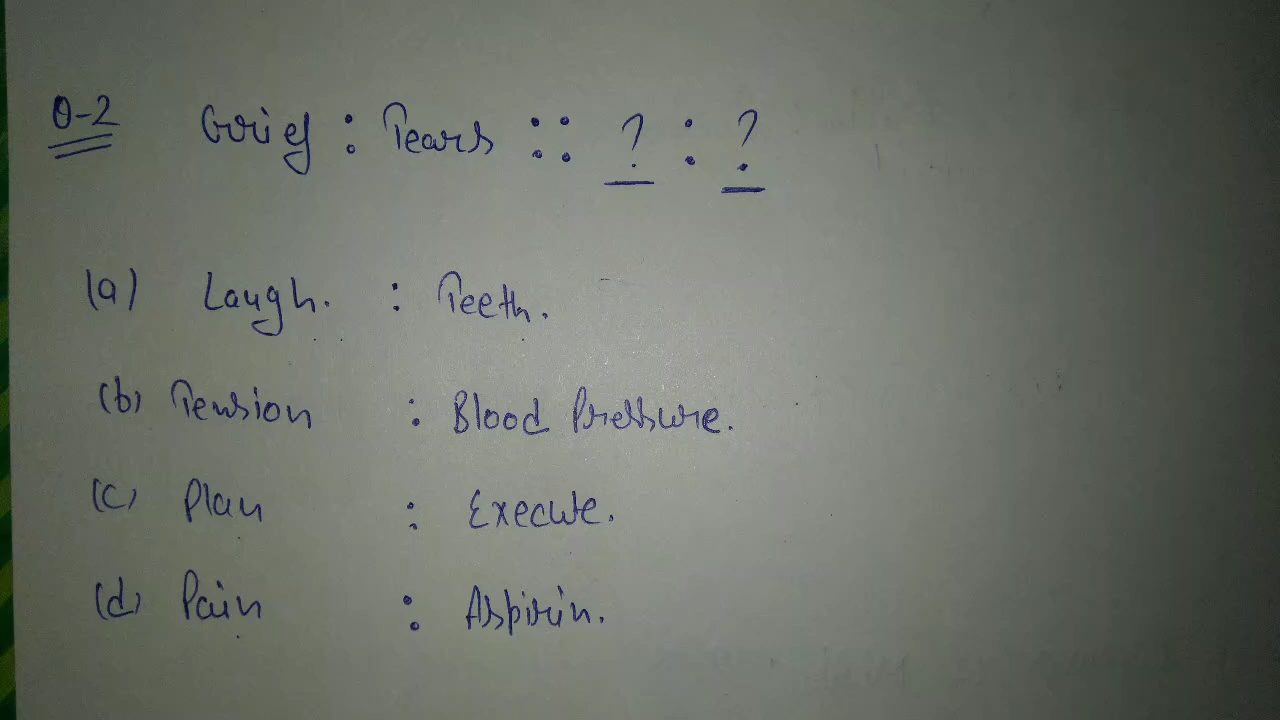 Q-2 Grief : Tears :: ? : ?
(a) Laugh. : Teeth.
(b) Tension : Blood Pressure.
(c) Plan : Execute.
(d) Pain : Aspirin.